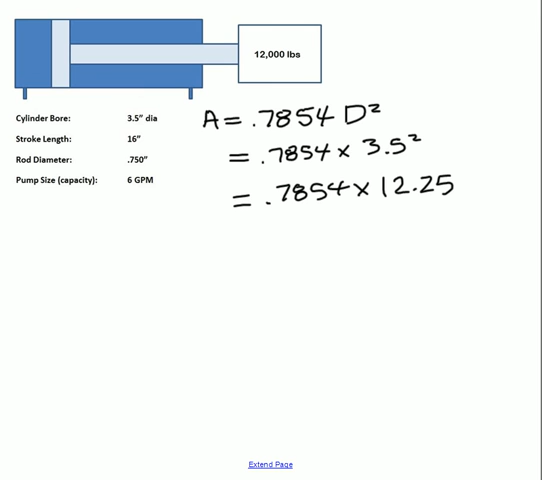 12,000 lbs
Cylinder Bore: 3.5" dia
Stroke Length: 16"
Rod Diameter: .750"
Pump Size (capacity): 6 GPM
A = .7854 D²
= .7854 x 3.5²
= .7854 x 12.25
Extend Page